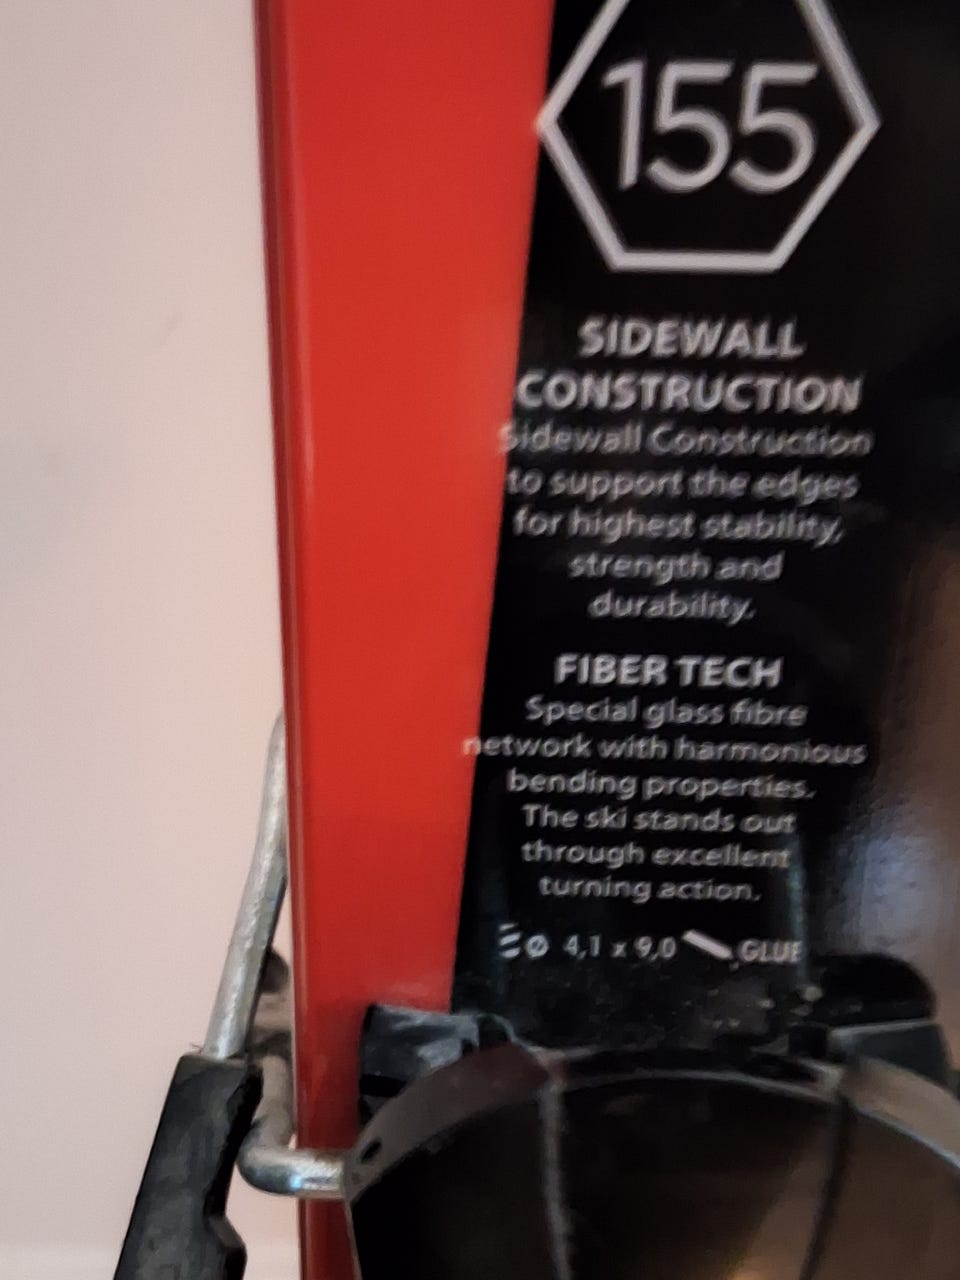 155
SIDEWALL
CONSTRUCTION
Sidewall Construction
to support the edges
for highest stability,
strength and
durability.
FIBER TECH
Special glass fibre
network with harmonious
bending properties.
The ski stands out
through excellent
turning action.
Ø 4,1 x 9,0 GLUE